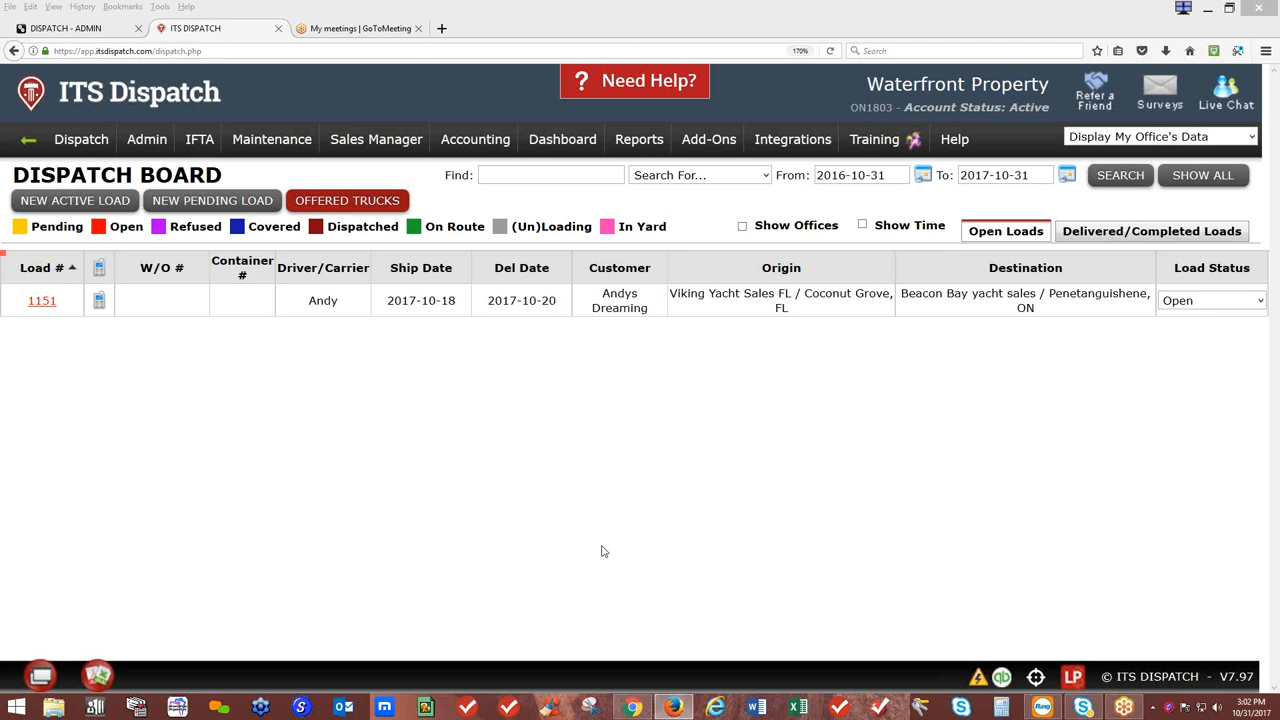 File Edit View History Bookmarks Tools Help
DISPATCH - ADMIN ITS DISPATCH My meetings | GoToMeeting
https://app.itsdispatch.com/dispatch.php 170% Search
ITS Dispatch
? Need Help?
Waterfront Property
ON1803 - Account Status: Active
Refer a Friend
Surveys
Live Chat
Dispatch Admin IFTA Maintenance Sales Manager Accounting Dashboard Reports Add-Ons Integrations Training Help Display My Office's Data
DISPATCH BOARD
Find: Search For... From: 2016-10-31 To: 2017-10-31 SEARCH SHOW ALL
NEW ACTIVE LOAD NEW PENDING LOAD OFFERED TRUCKS
Pending Open Refused Covered Dispatched On Route (Un)Loading In Yard Show Offices Show Time Open Loads Delivered/Completed Loads
Load # W/O # Container # Driver/Carrier Ship Date Del Date Customer Origin Destination Load Status
1151 Andy 2017-10-18 2017-10-20 Andys Dreaming Viking Yacht Sales FL / Coconut Grove, FL Beacon Bay yacht sales / Penetanguishene, ON Open
qb LP © ITS DISPATCH - V7.97
3:02 PM
10/31/2017